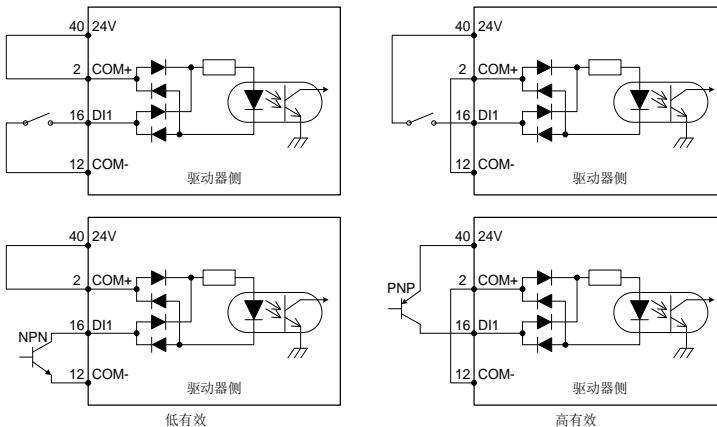 40 24V
2 COM+
16 DI1
12 COM-
驱动器侧
40 24V
2 COM+
16 DI1
12 COM-
驱动器侧
40 24V
2 COM+
NPN
16 DI1
12 COM-
驱动器侧
低有效
40 24V
PNP
2 COM+
16 DI1
12 COM-
驱动器侧
高有效